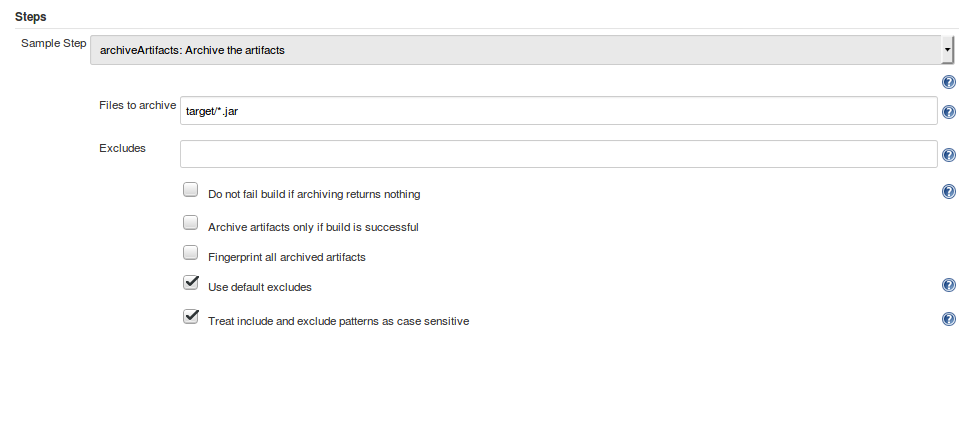 Steps
Sample Step archiveArtifacts: Archive the artifacts
Files to archive target/*.jar
Excludes
Do not fail build if archiving returns nothing
Archive artifacts only if build is successful
Fingerprint all archived artifacts
Use default excludes
Treat include and exclude patterns as case sensitive